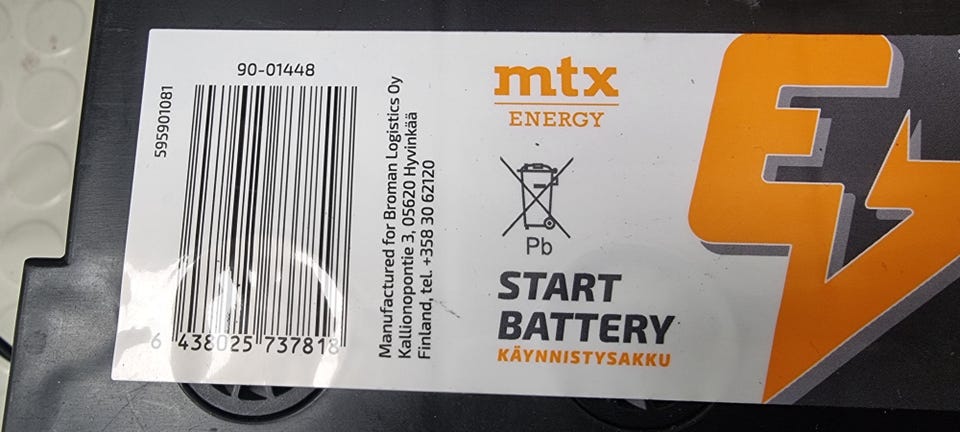 90-01448
595901081
6 438025 737818
Manufactured for Broman Logistics Oy
Kallionopontie 3, 05620 Hyvinkää
Finland, tel. +358 30 62120
mtx
ENERGY
Pb
START
BATTERY
KÄYNNISTYSAKKU